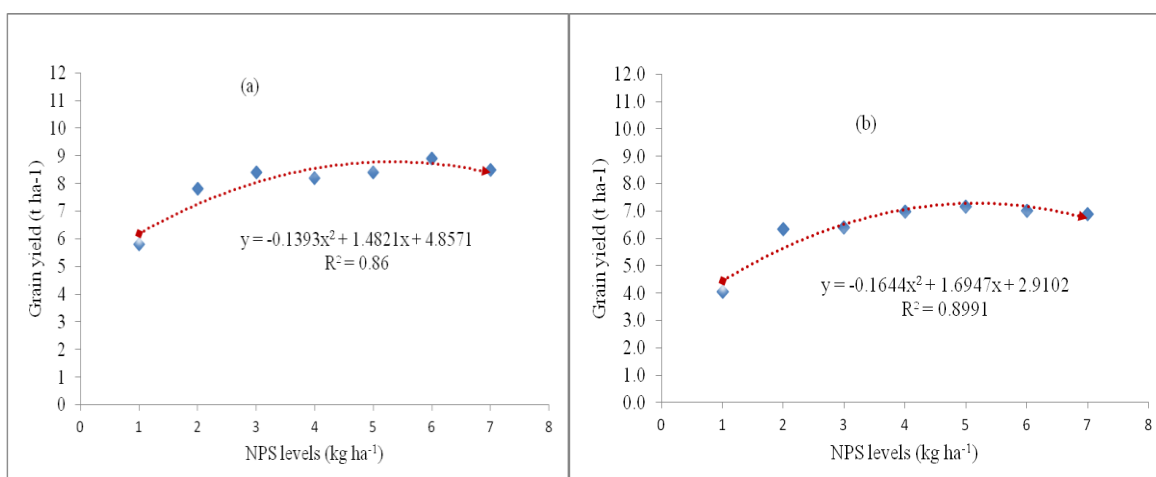 (a)
Grain yield (t ha-1)
12
11
10
9
8
7
6
5
4
3
2
1
0
y = -0.1393x² + 1.4821x + 4.8571
R² = 0.86
0 1 2 3 4 5 6 7 8
NPS levels (kg ha⁻¹)
(b)
Grain yield (t ha-1)
12.0
11.0
10.0
9.0
8.0
7.0
6.0
5.0
4.0
3.0
2.0
1.0
0.0
y = -0.1644x² + 1.6947x + 2.9102
R² = 0.8991
0 1 2 3 4 5 6 7 8
NPS levels (kg ha⁻¹)